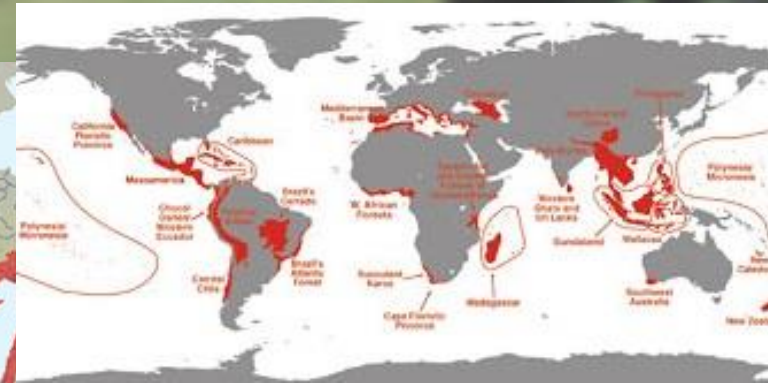 California
Floristic
Province
Caribbean
Mesoamerica
Polynesia/
Micronesia
Chocó/
Darién/
Western
Ecuador
Brazil's
Cerrado
Brazil's
Atlantic
Forest
Central
Chile
Mediterranean
Basin
Caucasus
W. African
Forests
Succulent
Karoo
Cape Floristic
Province
Madagascar
Western
Ghats and
Sri Lanka
Sundaland
Wallacea
Philippines
Polynesia/
Micronesia
Southwest
Australia
New
Caledo
New Zeal